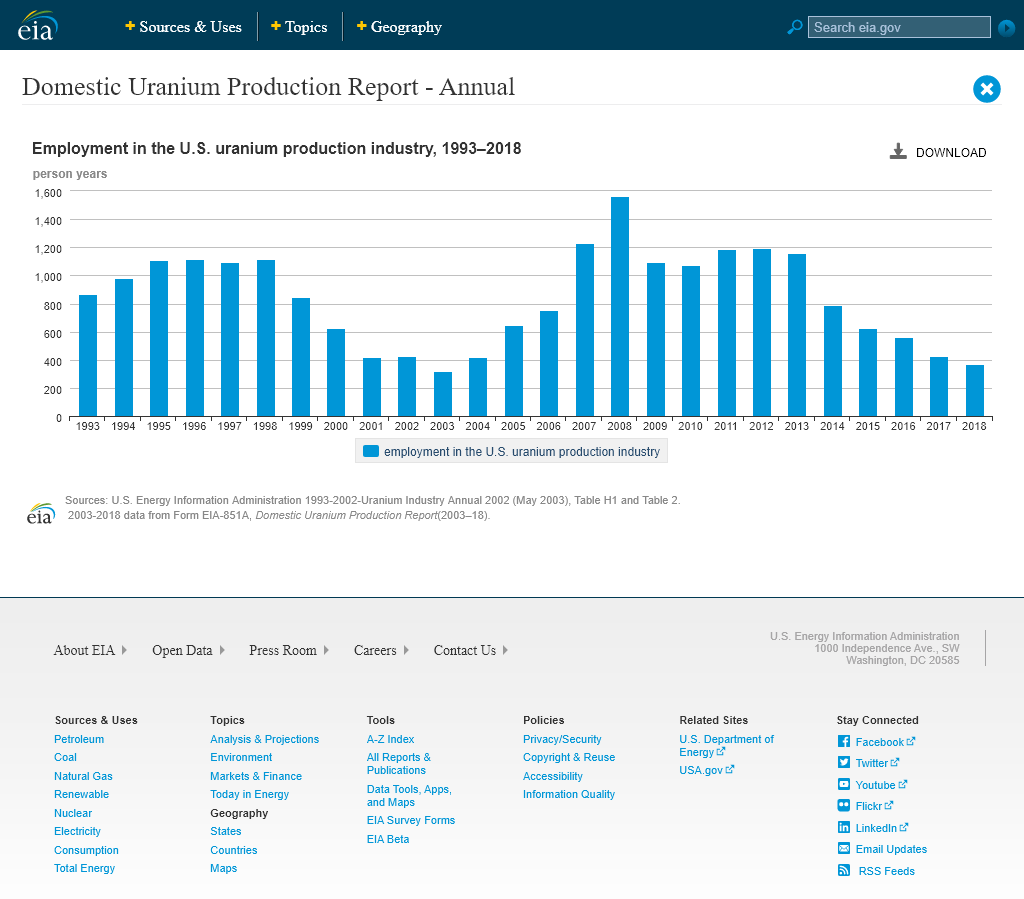 eia
Sources & Uses
Topics
Geography
Search eia.gov
Domestic Uranium Production Report - Annual
Employment in the U.S. uranium production industry, 1993–2018
DOWNLOAD
person years
1,600
1,400
1,200
1,000
800
600
400
200
0
1993 1994 1995 1996 1997 1998 1999 2000 2001 2002 2003 2004 2005 2006 2007 2008 2009 2010 2011 2012 2013 2014 2015 2016 2017 2018
employment in the U.S. uranium production industry
eia
Sources: U.S. Energy Information Administration 1993-2002-Uranium Industry Annual 2002 (May 2003), Table H1 and Table 2.
2003-2018 data from Form EIA-851A, Domestic Uranium Production Report(2003–18).
About EIA
Open Data
Press Room
Careers
Contact Us
U.S. Energy Information Administration
1000 Independence Ave., SW
Washington, DC 20585
Sources & Uses
Petroleum
Coal
Natural Gas
Renewable
Nuclear
Electricity
Consumption
Total Energy
Topics
Analysis & Projections
Environment
Markets & Finance
Today in Energy
Geography
States
Countries
Maps
Tools
A-Z Index
All Reports &
Publications
Data Tools, Apps,
and Maps
EIA Survey Forms
EIA Beta
Policies
Privacy/Security
Copyright & Reuse
Accessibility
Information Quality
Related Sites
U.S. Department of
Energy
USA.gov
Stay Connected
Facebook
Twitter
Youtube
Flickr
LinkedIn
Email Updates
RSS Feeds